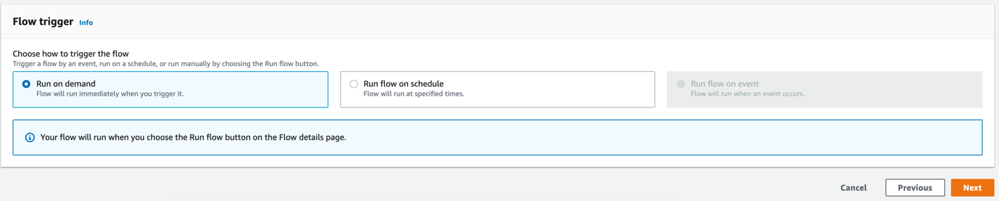 Flow trigger Info
Choose how to trigger the flow
Trigger a flow by an event, run on a schedule, or run manually by choosing the Run flow button.
Run on demand
Flow will run immediately when you trigger it.
Run flow on schedule
Flow will run at specified times.
Run flow on event
Flow will run when an event occurs.
Your flow will run when you choose the Run flow button on the Flow details page.
Cancel Previous Next